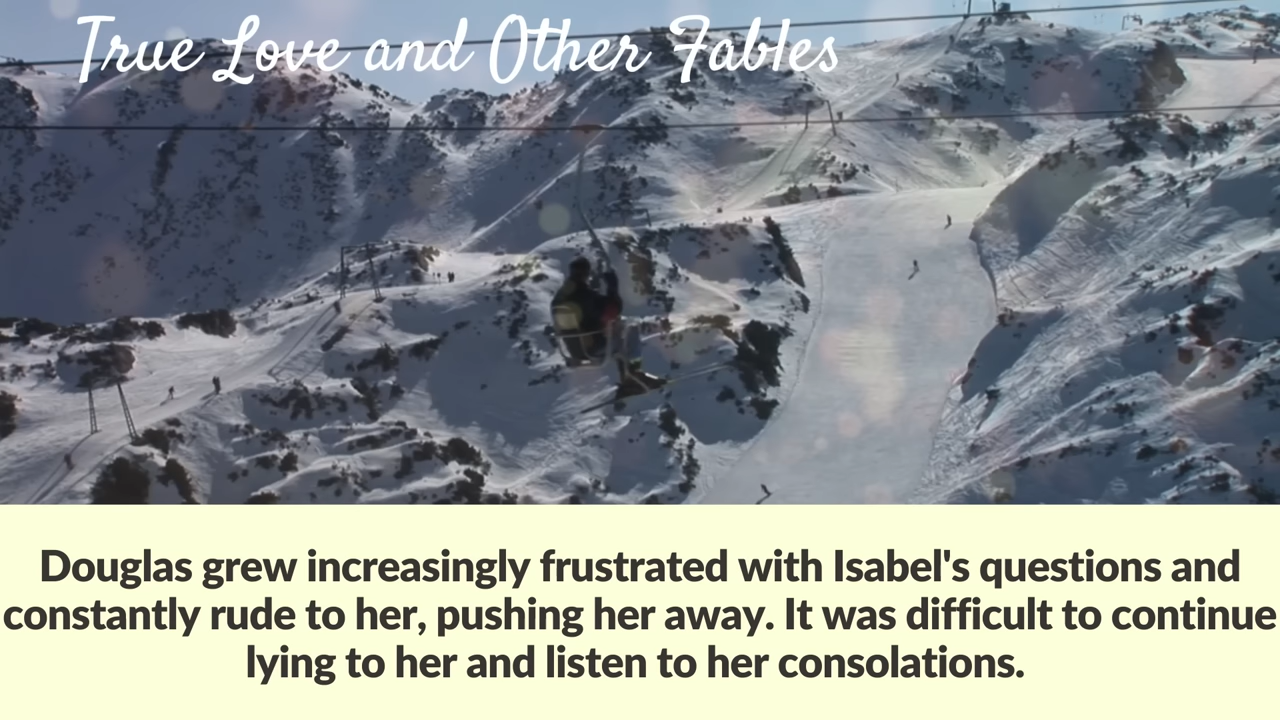 True Love and Other Fables
Douglas grew increasingly frustrated with Isabel's questions and
constantly rude to her, pushing her away. It was difficult to continue
lying to her and listen to her consolations.